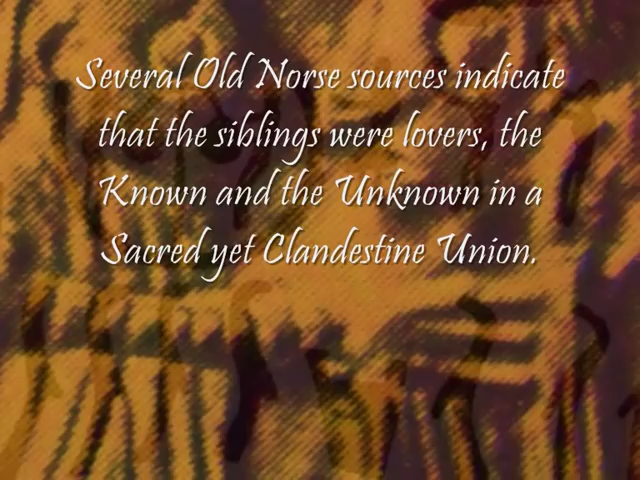 Several Old Norse sources indicate
that the siblings were lovers, the
Known and the Unknown in a
Sacred yet Clandestine Union.